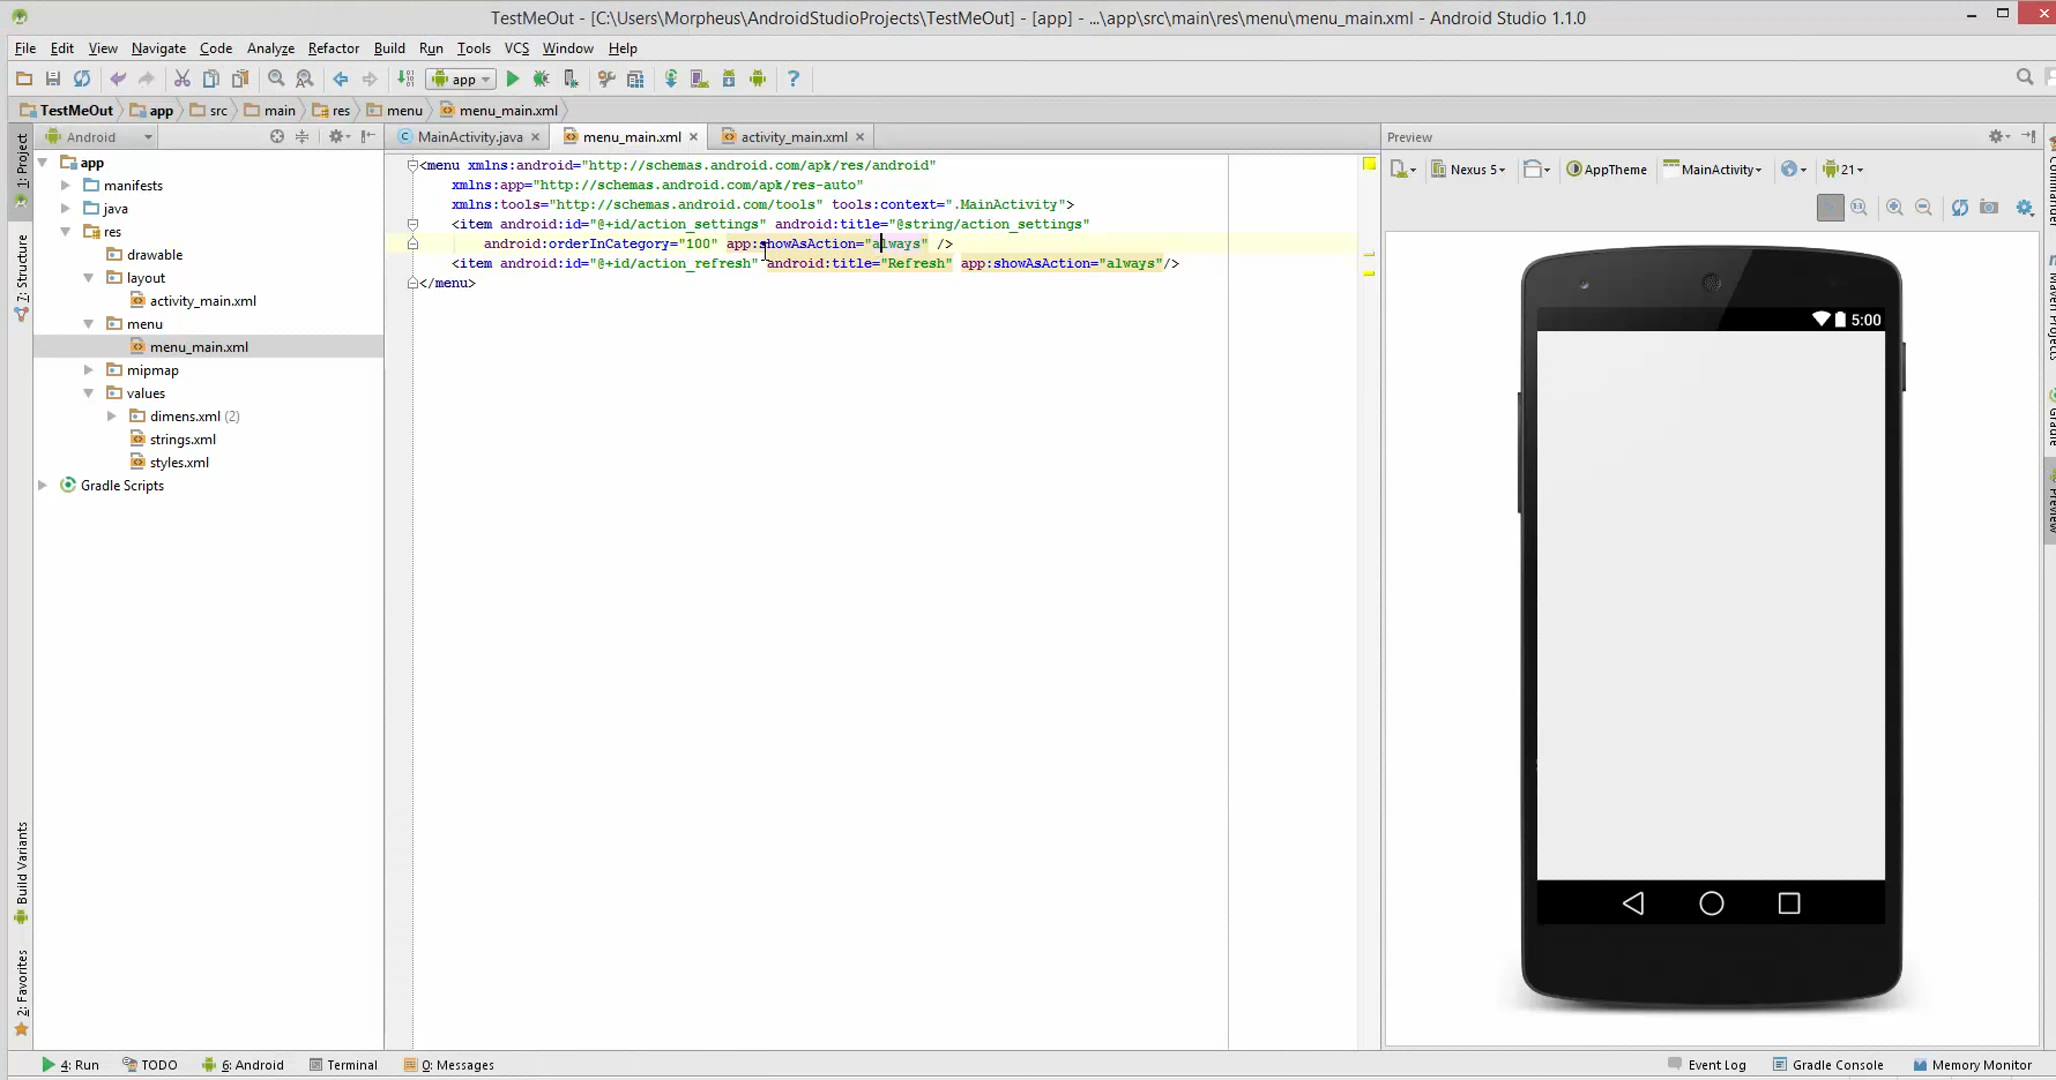 TestMeOut - [C:\Users\Morpheus\AndroidStudioProjects\TestMeOut] - [app] - ...\app\src\main\res\menu\menu_main.xml - Android Studio 1.1.0
File Edit View Navigate Code Analyze Refactor Build Run Tools VCS Window Help
app
TestMeOut app src main res menu menu_main.xml
Android
MainActivity.java menu_main.xml activity_main.xml
Preview
1: Project
7: Structure
Build Variants
2: Favorites
app
manifests
java
res
drawable
layout
activity_main.xml
menu
menu_main.xml
mipmap
values
dimens.xml (2)
strings.xml
styles.xml
Gradle Scripts
<menu xmlns:android="http://schemas.android.com/apk/res/android"
xmlns:app="http://schemas.android.com/apk/res-auto"
xmlns:tools="http://schemas.android.com/tools" tools:context=".MainActivity">
<item android:id="@+id/action_settings" android:title="@string/action_settings"
android:orderInCategory="100" app:showAsAction="always" />
<item android:id="@+id/action_refresh" android:title="Refresh" app:showAsAction="always"/>
</menu>
Nexus 5 AppTheme MainActivity 21
5:00
Commander
Maven Projects
Gradle
Preview
4: Run TODO 6: Android Terminal 0: Messages
Event Log Gradle Console Memory Monitor